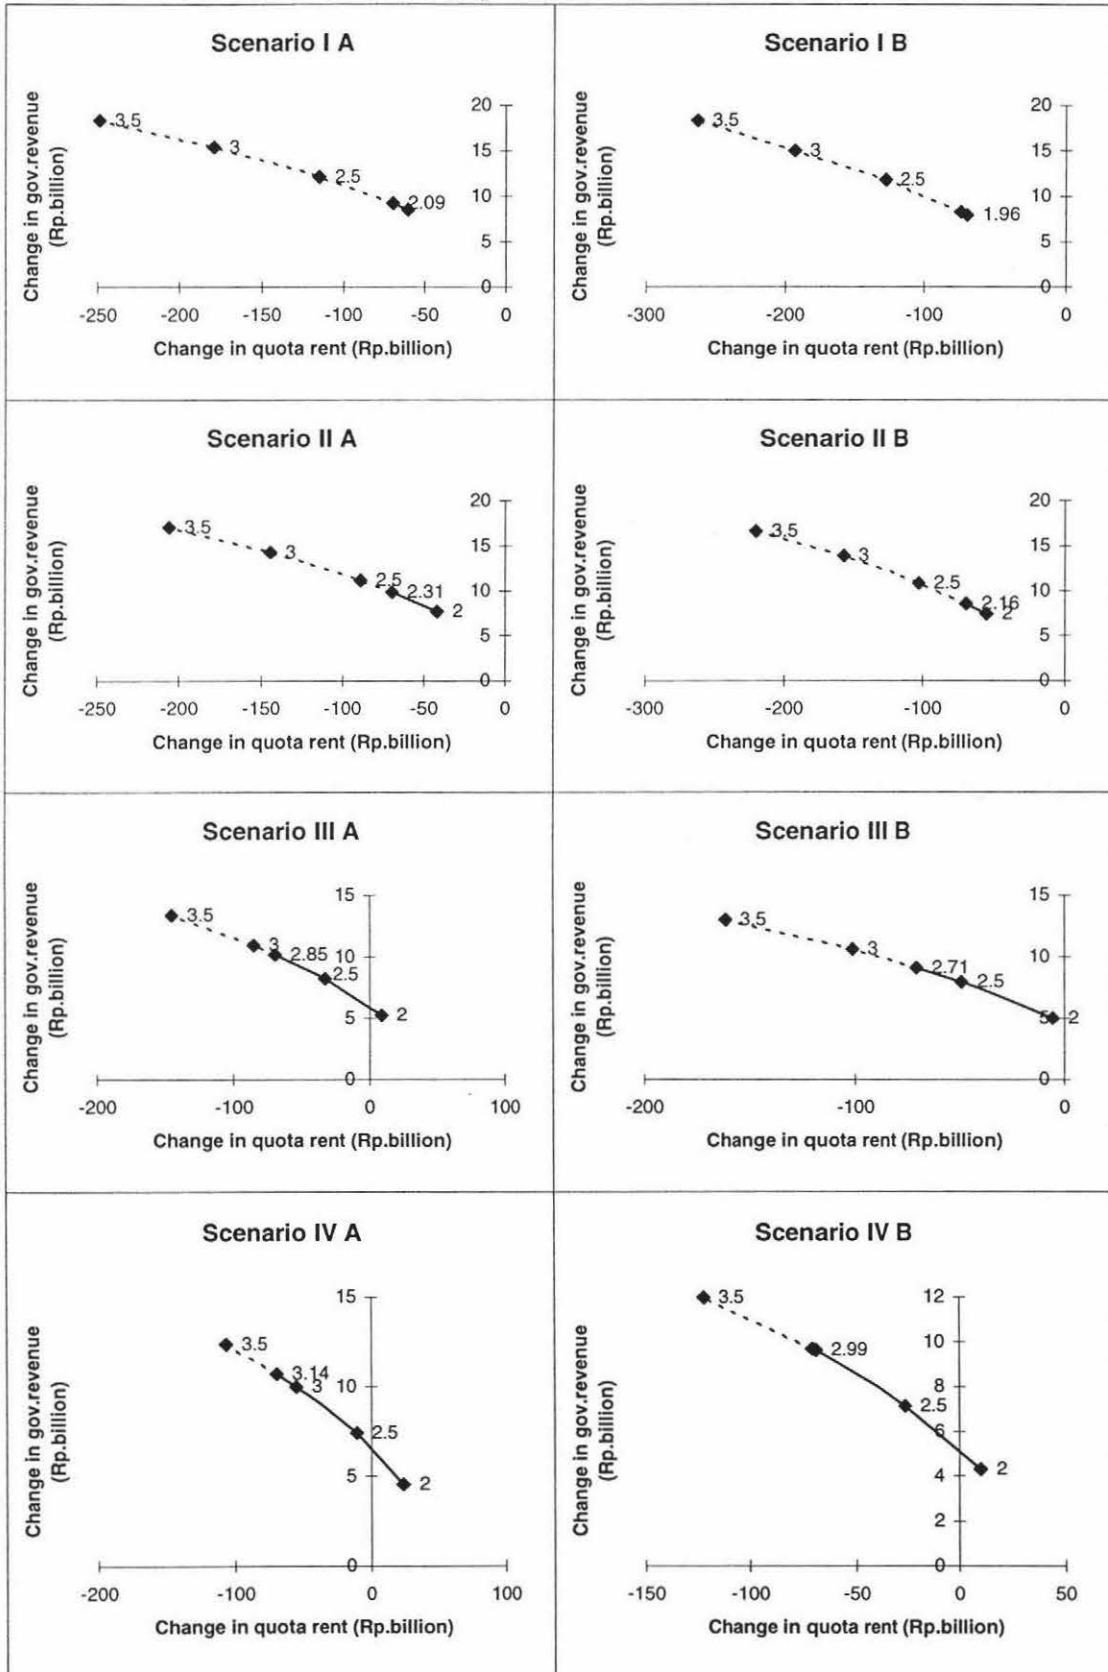 Scenario I A
Change in gov.revenue
(Rp.billion)
20
15
10
5
0
3.5
3
2.5
2.09
-250 -200 -150 -100 -50 0
Change in quota rent (Rp.billion)
Scenario I B
Change in gov.revenue
(Rp.billion)
20
15
10
5
0
3.5
3
2.5
1.96
-300 -200 -100 0
Change in quota rent (Rp.billion)
Scenario II A
Change in gov.revenue
(Rp.billion)
20
15
10
5
0
3.5
3
2.5
2.31
2
-250 -200 -150 -100 -50 0
Change in quota rent (Rp.billion)
Scenario II B
Change in gov.revenue
(Rp.billion)
20
15
10
5
0
3.5
3
2.5
2.16
2
-300 -200 -100 0
Change in quota rent (Rp.billion)
Scenario III A
Change in gov.revenue
(Rp.billion)
15
10
5
0
3.5
3
2.85
2.5
2
-200 -100 0 100
Change in quota rent (Rp.billion)
Scenario III B
Change in gov.revenue
(Rp.billion)
15
10
5
0
3.5
3
2.71
2.5
2
-200 -100 0
Change in quota rent (Rp.billion)
Scenario IV A
Change in gov.revenue
(Rp.billion)
15
10
5
0
3.5
3.14
3
2.5
2
-200 -100 0 100
Change in quota rent (Rp.billion)
Scenario IV B
Change in gov.revenue
(Rp.billion)
12
10
8
6
4
2
0
3.5
2.99
2.5
2
-150 -100 -50 0 50
Change in quota rent (Rp.billion)